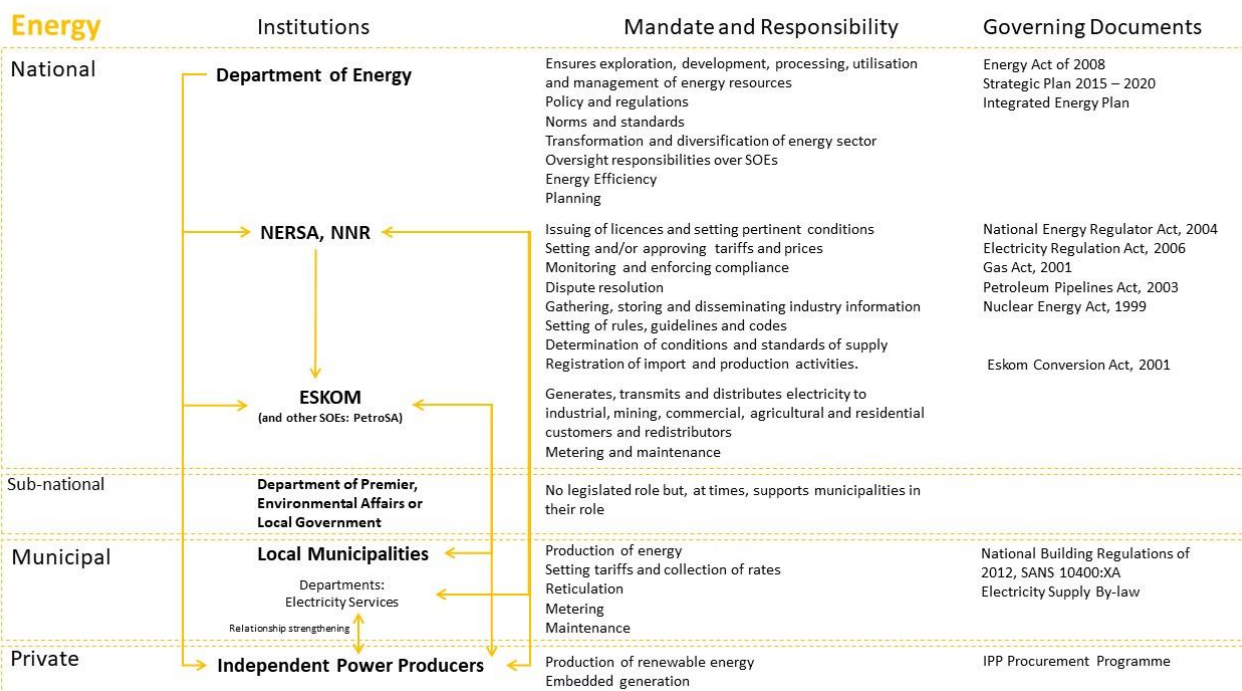 Energy
Institutions
Mandate and Responsibility
Governing Documents
National
Department of Energy
Ensures exploration, development, processing, utilisation
and management of energy resources
Policy and regulations
Norms and standards
Transformation and diversification of energy sector
Oversight responsibilities over SOEs
Energy Efficiency
Planning
Energy Act of 2008
Strategic Plan 2015 – 2020
Integrated Energy Plan
NERSA, NNR
Issuing of licences and setting pertinent conditions
Setting and/or approving tariffs and prices
Monitoring and enforcing compliance
Dispute resolution
Gathering, storing and disseminating industry information
Setting of rules, guidelines and codes
Determination of conditions and standards of supply
Registration of import and production activities.
National Energy Regulator Act, 2004
Electricity Regulation Act, 2006
Gas Act, 2001
Petroleum Pipelines Act, 2003
Nuclear Energy Act, 1999
Eskom Conversion Act, 2001
ESKOM
(and other SOEs: PetroSA)
Generates, transmits and distributes electricity to
industrial, mining, commercial, agricultural and residential
customers and redistributors
Metering and maintenance
Sub-national
Department of Premier,
Environmental Affairs or
Local Government
No legislated role but, at times, supports municipalities in
their role
Municipal
Local Municipalities
Departments:
Electricity Services
Relationship strengthening
Production of energy
Setting tariffs and collection of rates
Reticulation
Metering
Maintenance
National Building Regulations of
2012, SANS 10400:XA
Electricity Supply By-law
Private
Independent Power Producers
Production of renewable energy
Embedded generation
IPP Procurement Programme